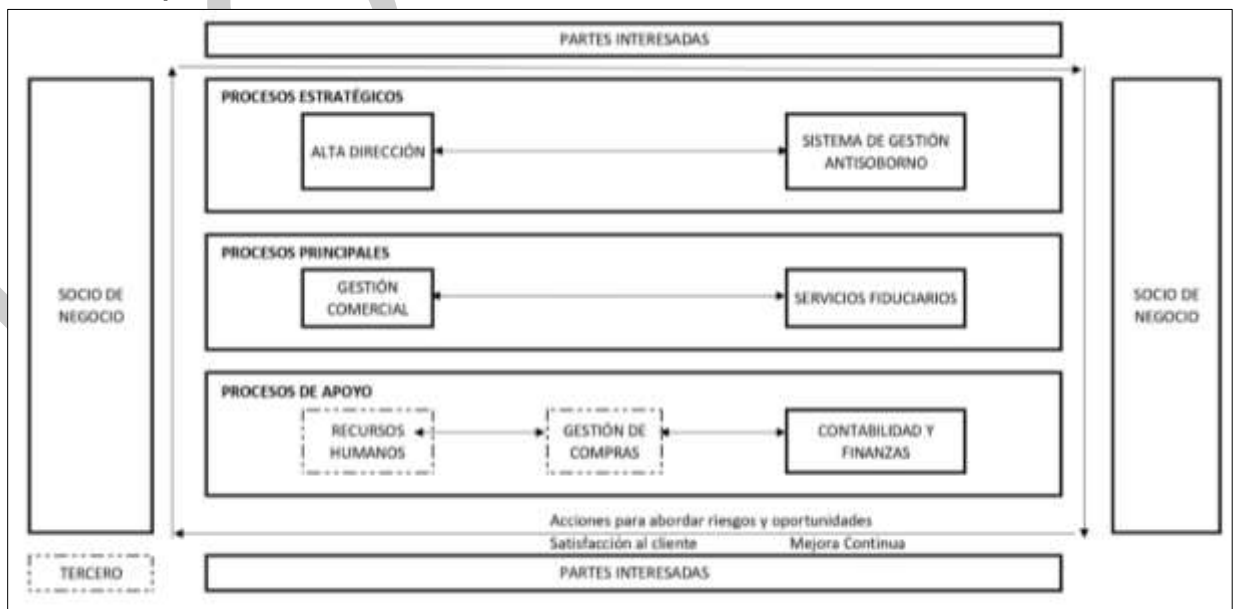 PARTES INTERESADAS
PROCESOS ESTRATÉGICOS
ALTA DIRECCIÓN
SISTEMA DE GESTIÓN
ANTISOBORNO
PROCESOS PRINCIPALES
GESTIÓN
COMERCIAL
SERVICIOS FIDUCIARIOS
SOCIO DE
NEGOCIO
SOCIO DE
NEGOCIO
PROCESOS DE APOYO
RECURSOS
HUMANOS
GESTIÓN DE
COMPRAS
CONTABILIDAD Y
FINANZAS
Acciones para abordar riesgos y oportunidades
Satisfacción al cliente Mejora Continua
TERCERO
PARTES INTERESADAS